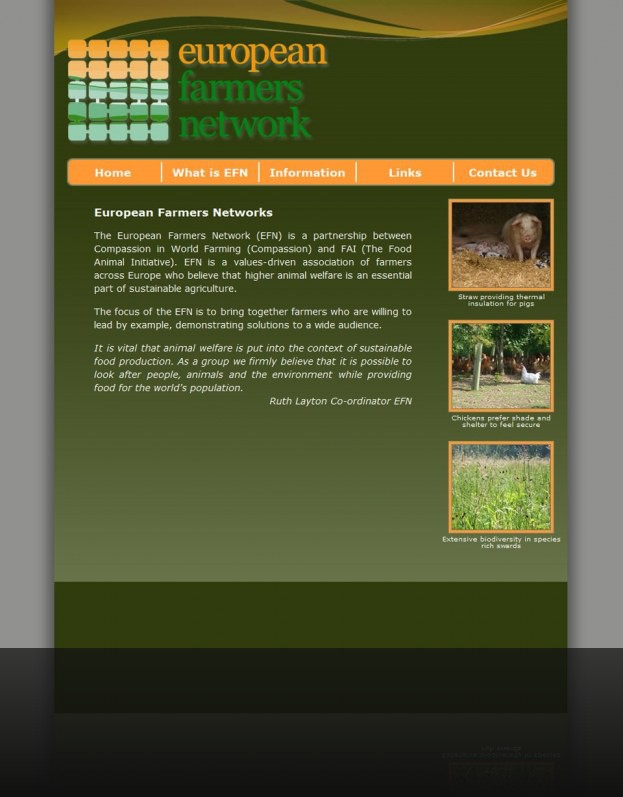 european
farmers
network
Home What is EFN Information Links Contact Us
European Farmers Networks
The European Farmers Network (EFN) is a partnership between
Compassion in World Farming (Compassion) and FAI (The Food
Animal Initiative). EFN is a values-driven association of farmers
across Europe who believe that higher animal welfare is an essential
part of sustainable agriculture.
The focus of the EFN is to bring together farmers who are willing to
lead by example, demonstrating solutions to a wide audience.
It is vital that animal welfare is put into the context of sustainable
food production. As a group we firmly believe that it is possible to
look after people, animals and the environment while providing
food for the world's population.
Ruth Layton Co-ordinator EFN
Straw providing thermal
insulation for pigs
Chickens prefer shade and
shelter to feel secure
Extensive biodiversity in species
rich swards